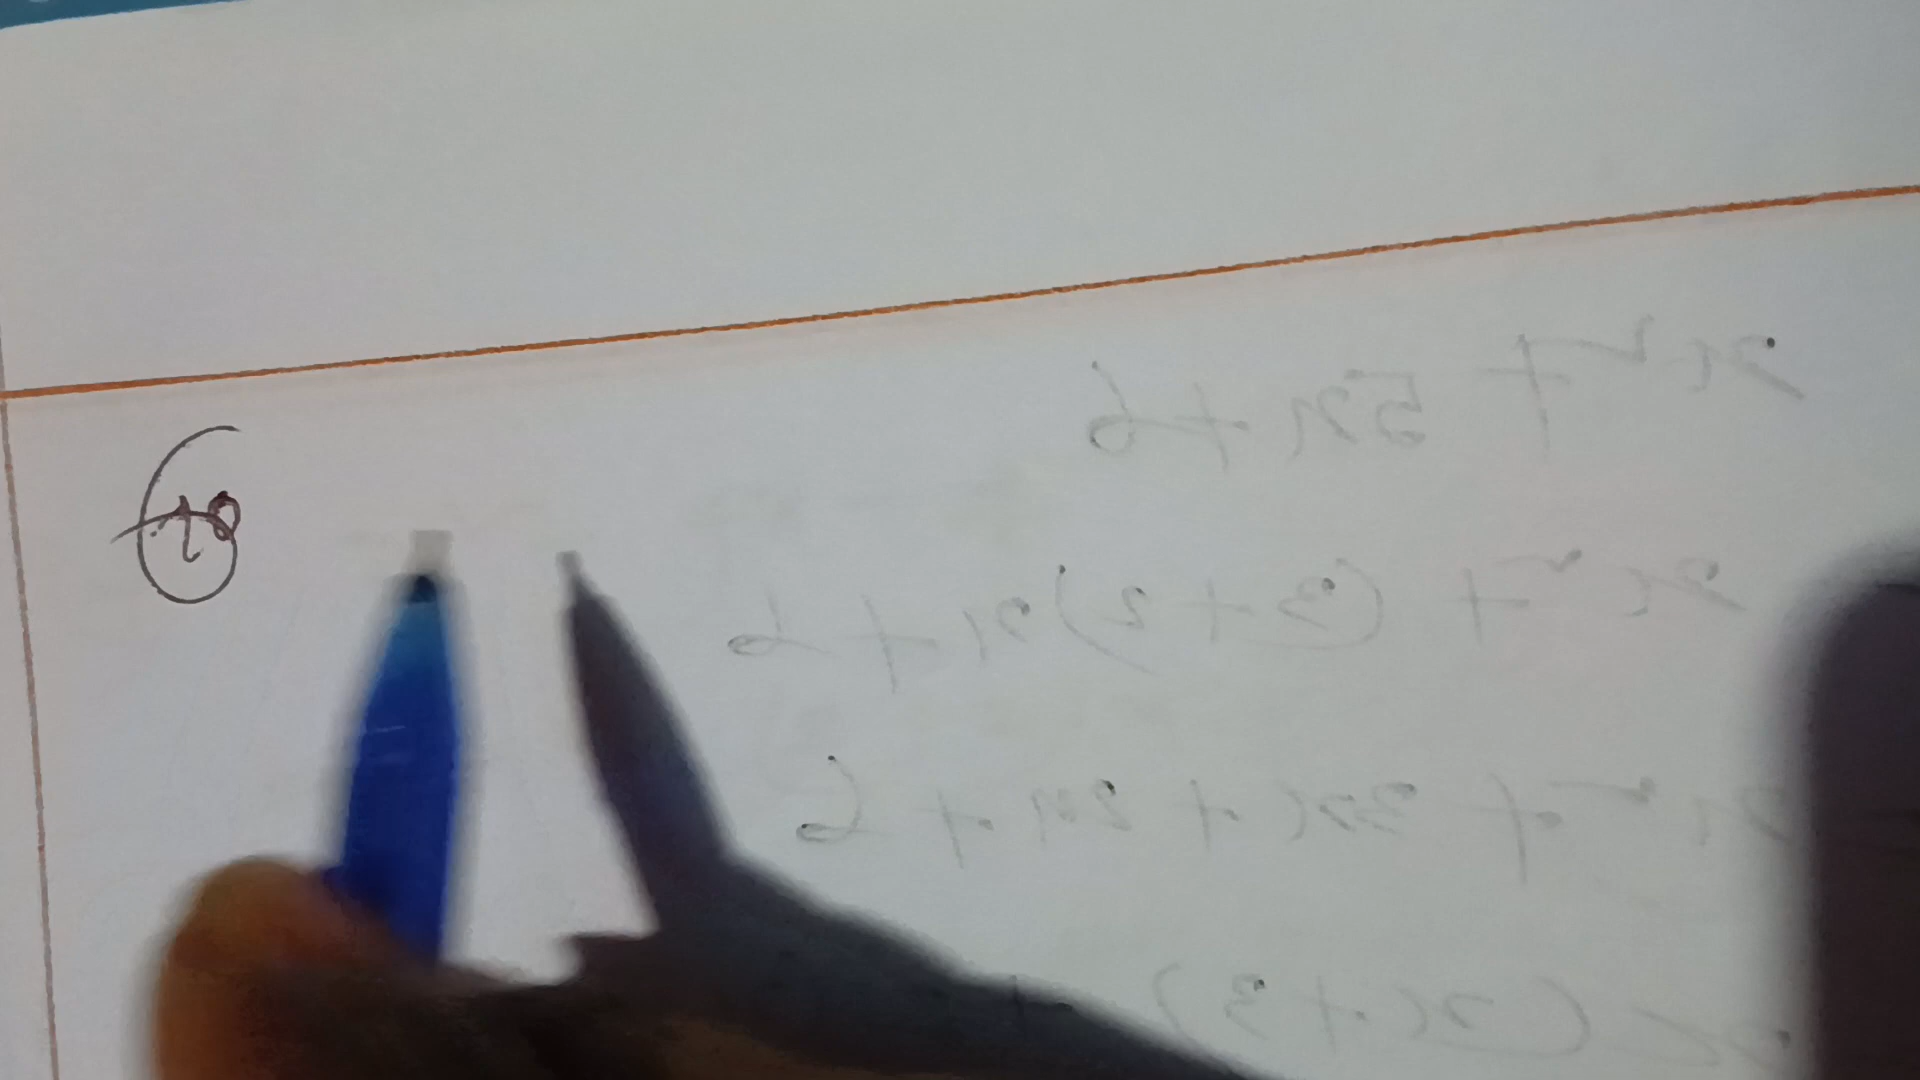 18
x² + 5x + 6
x² + (3+2)x + 6
x² + 3x + 2x + 6
x(x+3) +